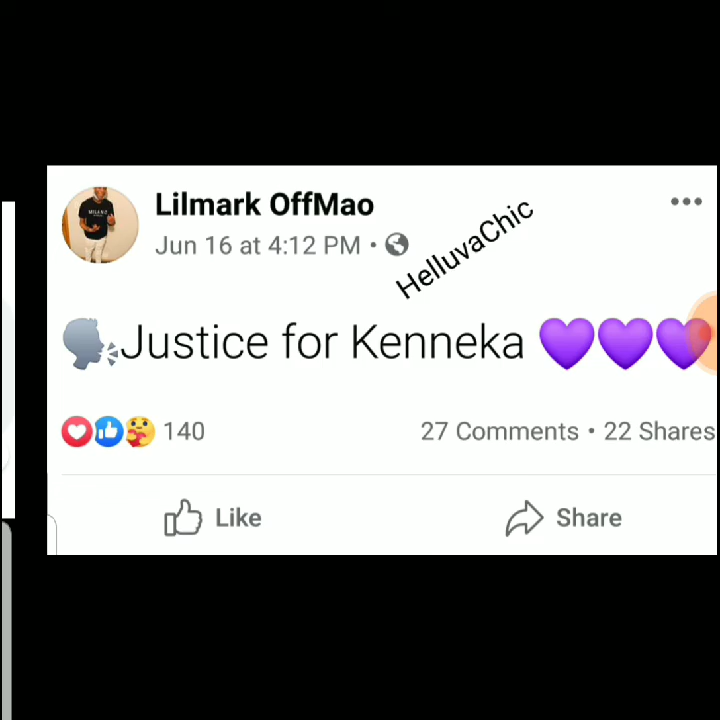 Lilmark OffMao
Jun 16 at 4:12 PM •
HelluvaChic
🗣Justice for Kenneka 💜💜💜
140
27 Comments • 22 Shares
Like
Share